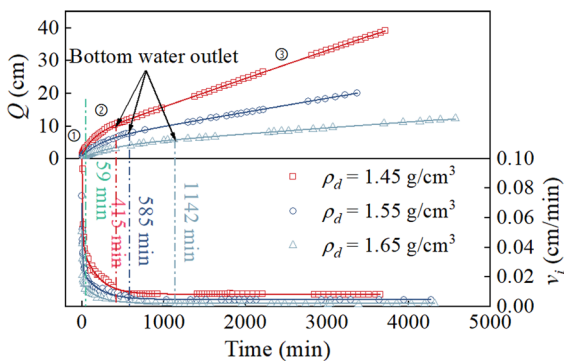 40
30
20
10
0
Q (cm)
Bottom water outlet
①
②
③
59 min
415 min
585 min
1142 min
ρd = 1.45 g/cm³
ρd = 1.55 g/cm³
ρd = 1.65 g/cm³
0.10
0.08
0.06
0.04
0.02
0.00
vi (cm/min)
0 1000 2000 3000 4000 5000
Time (min)